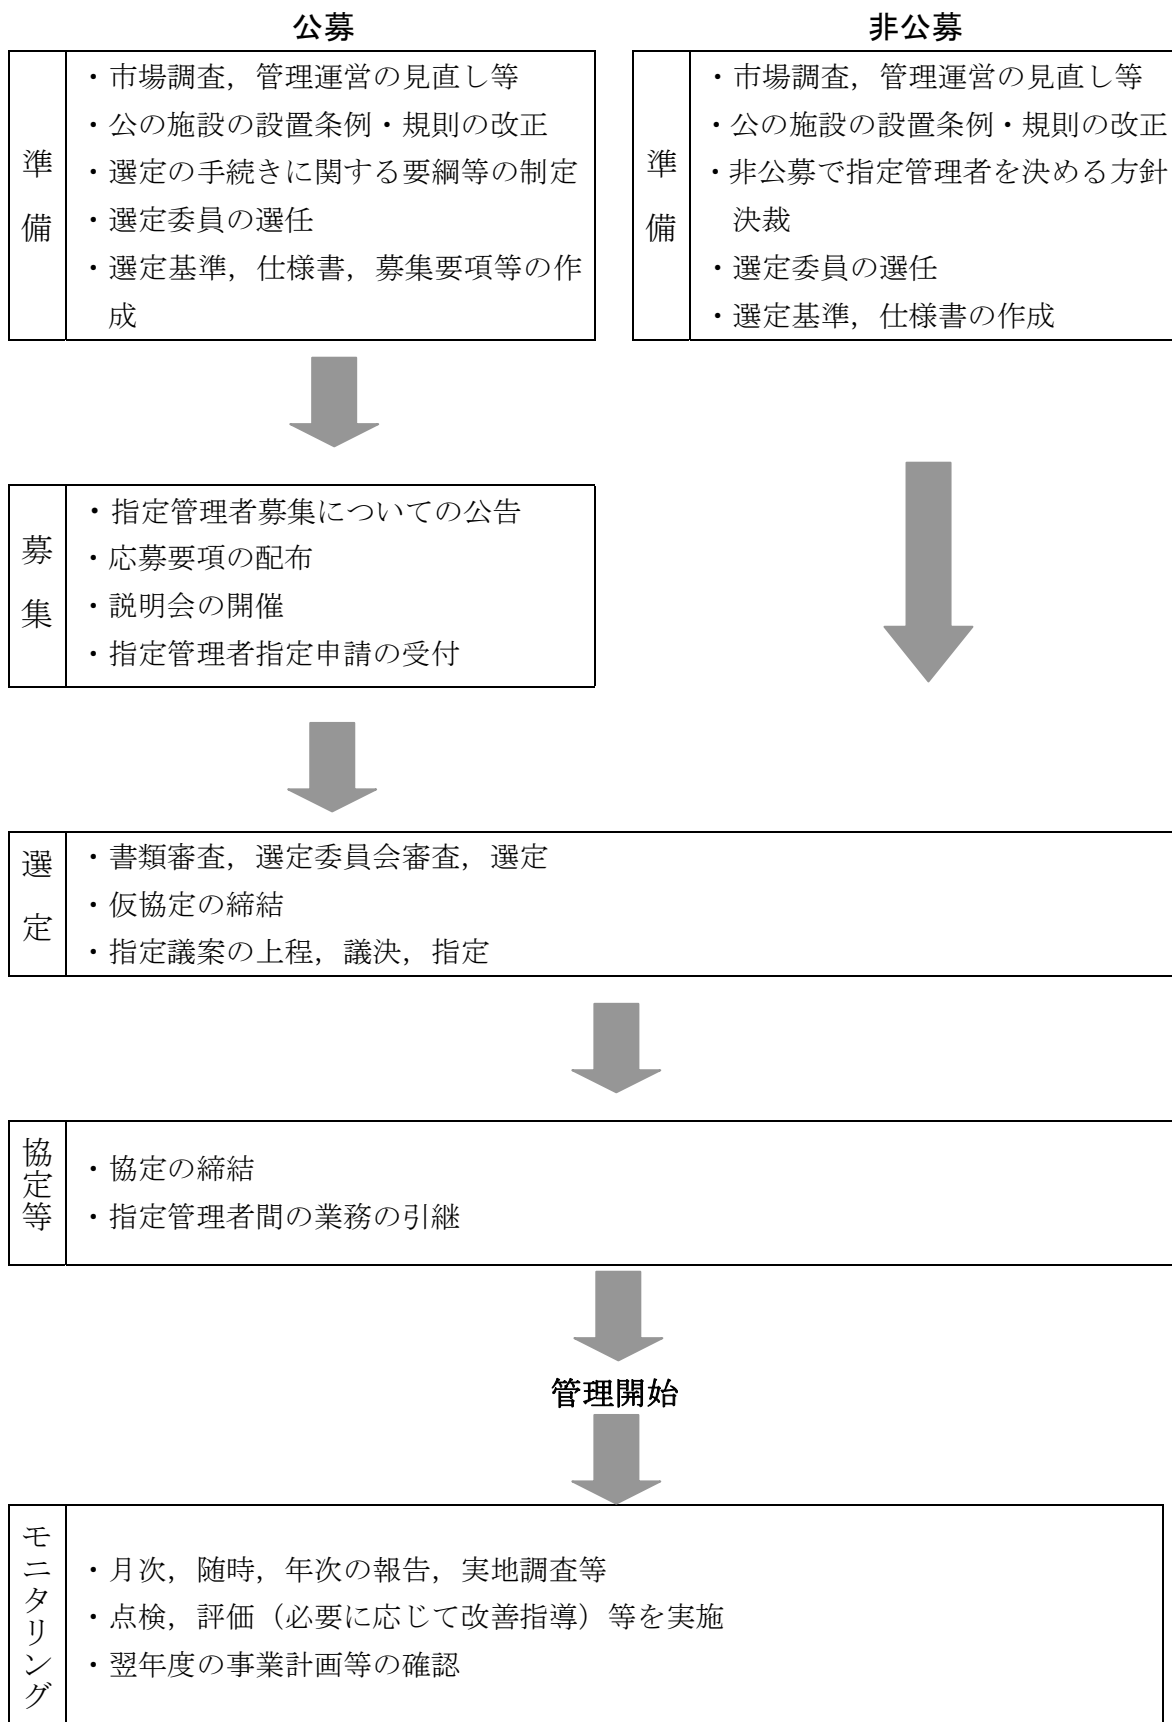 公募
準備
・市場調査，管理運営の見直し等
・公の施設の設置条例・規則の改正
・選定の手続きに関する要綱等の制定
・選定委員の選任
・選定基準，仕様書，募集要項等の作
成
非公募
準備
・市場調査，管理運営の見直し等
・公の施設の設置条例・規則の改正
・非公募で指定管理者を決める方針
決裁
・選定委員の選任
・選定基準，仕様書の作成
募集
・指定管理者募集についての公告
・応募要項の配布
・説明会の開催
・指定管理者指定申請の受付
選定
・書類審査，選定委員会審査，選定
・仮協定の締結
・指定議案の上程，議決，指定
協定等
・協定の締結
・指定管理者間の業務の引継
管理開始
モニタリング
・月次，随時，年次の報告，実地調査等
・点検，評価（必要に応じて改善指導）等を実施
・翌年度の事業計画等の確認